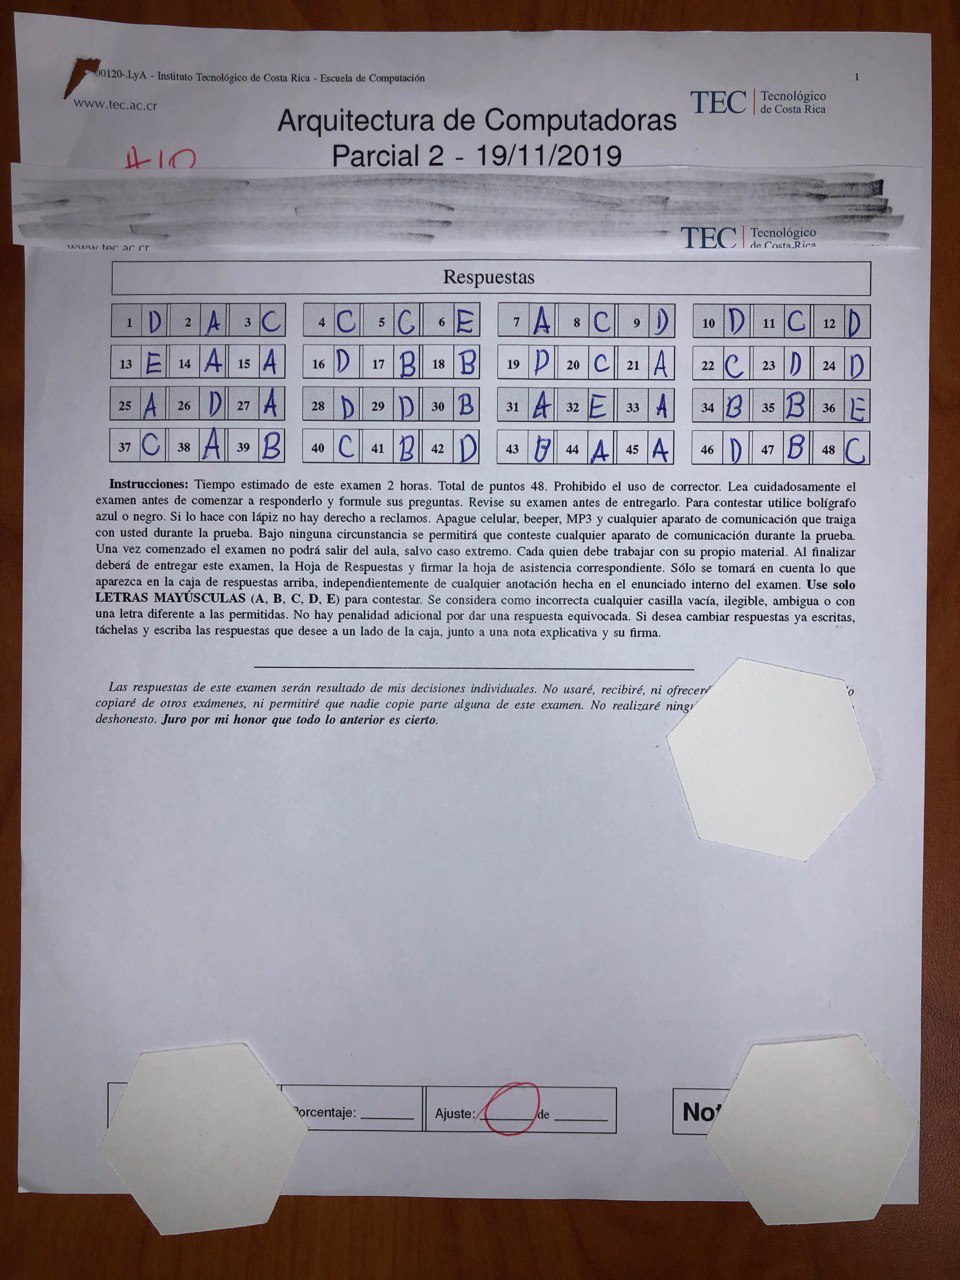 00120-LyA - Instituto Tecnológico de Costa Rica - Escuela de Computación 1
www.tec.ac.cr
TEC | Tecnológico de Costa Rica
Arquitectura de Computadoras
Parcial 2 - 19/11/2019
#10
www.tec.ac.cr
TEC | Tecnológico de Costa Rica
Respuestas
1 D 2 A 3 C 4 C 5 C 6 E 7 A 8 C 9 D 10 D 11 C 12 D
13 E 14 A 15 A 16 D 17 B 18 B 19 D 20 C 21 A 22 C 23 D 24 D
25 A 26 D 27 A 28 D 29 D 30 B 31 A 32 E 33 A 34 B 35 B 36 E
37 C 38 A 39 B 40 C 41 B 42 D 43 44 A 45 A 46 D 47 B 48 C
Instrucciones: Tiempo estimado de este examen 2 horas. Total de puntos 48. Prohibido el uso de corrector. Lea cuidadosamente el
examen antes de comenzar a responderlo y formule sus preguntas. Revise su examen antes de entregarlo. Para contestar utilice bolígrafo
azul o negro. Si lo hace con lápiz no hay derecho a reclamos. Apague celular, beeper, MP3 y cualquier aparato de comunicación que traiga
con usted durante la prueba. Bajo ninguna circunstancia se permitirá que conteste cualquier aparato de comunicación durante la prueba.
Una vez comenzado el examen no podrá salir del aula, salvo caso extremo. Cada quien debe trabajar con su propio material. Al finalizar
deberá de entregar este examen, la Hoja de Respuestas y firmar la hoja de asistencia correspondiente. Sólo se tomará en cuenta lo que
aparezca en la caja de respuestas arriba, independientemente de cualquier anotación hecha en el enunciado interno del examen. Use solo
LETRAS MAYÚSCULAS (A, B, C, D, E) para contestar. Se considera como incorrecta cualquier casilla vacía, ilegible, ambigua o con
una letra diferente a las permitidas. No hay penalidad adicional por dar una respuesta equivocada. Si desea cambiar respuestas ya escritas,
táchelas y escriba las respuestas que desee a un lado de la caja, junto a una nota explicativa y su firma.
Las respuestas de este examen serán resultado de mis decisiones individuales. No usaré, recibiré, ni ofreceré
copiaré de otros exámenes, ni permitiré que nadie copie parte alguna de este examen. No realizaré
deshonesto. Juro por mi honor que todo lo anterior es cierto.
Porcentaje: ______ Ajuste: ______ de ______